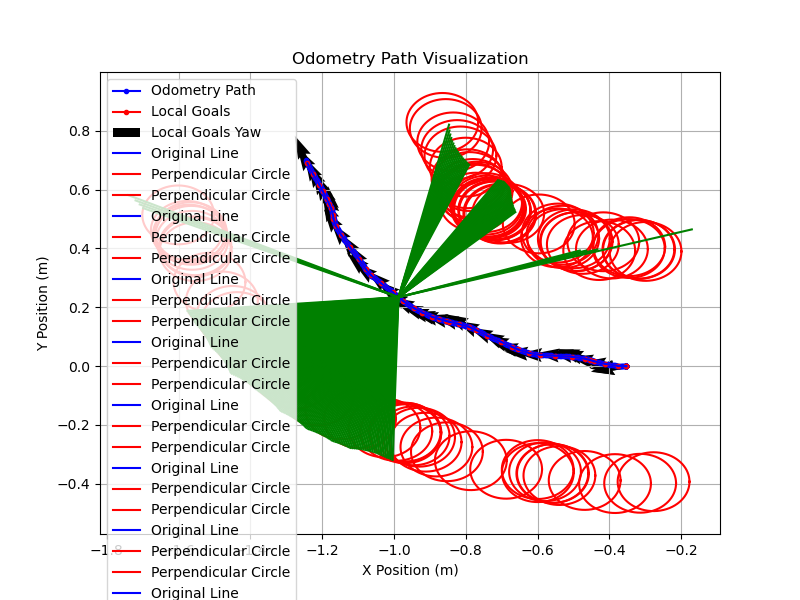 Odometry Path Visualization
Odometry Path
Local Goals
Local Goals Yaw
Original Line
Perpendicular Circle
Perpendicular Circle
Original Line
Perpendicular Circle
Perpendicular Circle
Original Line
Perpendicular Circle
Perpendicular Circle
Original Line
Perpendicular Circle
Perpendicular Circle
Original Line
Perpendicular Circle
Perpendicular Circle
Original Line
Perpendicular Circle
Perpendicular Circle
Original Line
Perpendicular Circle
Perpendicular Circle
Original Line
0.8
0.6
0.4
0.2
0.0
−0.2
−0.4
Y Position (m)
−1.2 −1.0 −0.8 −0.6 −0.4 −0.2
X Position (m)